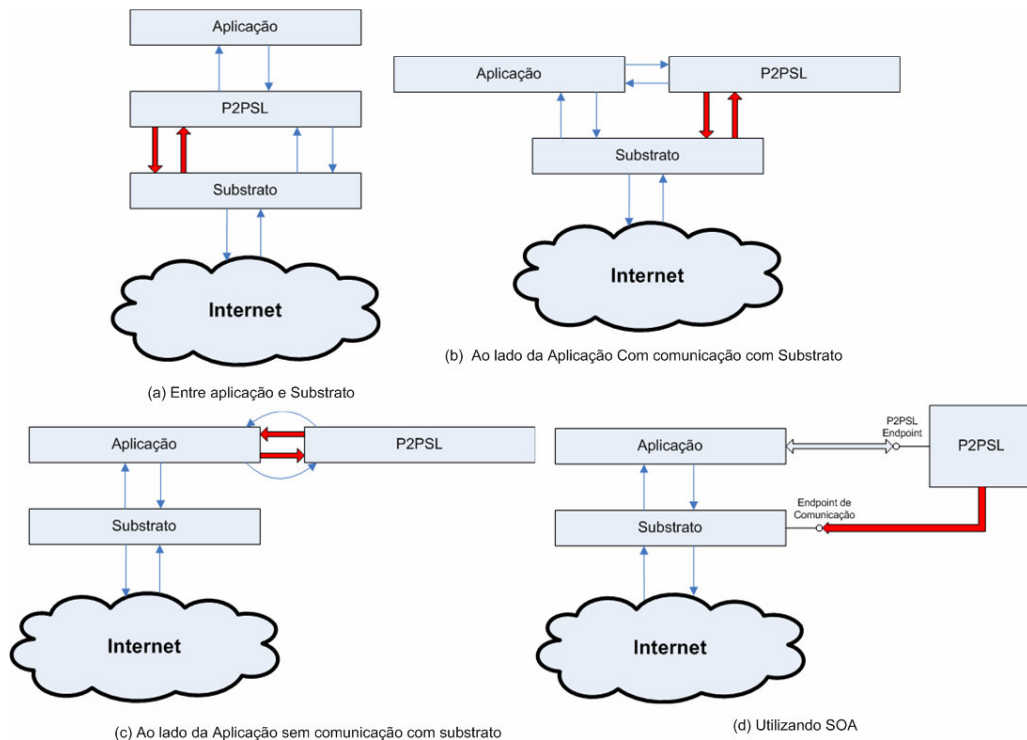 Aplicação
P2PSL
Substrato
Internet
(a) Entre aplicação e Substrato
Aplicação
P2PSL
Substrato
Internet
(b) Ao lado da Aplicação Com comunicação com Substrato
Aplicação
P2PSL
Substrato
Internet
(c) Ao lado da Aplicação sem comunicação com substrato
Aplicação
P2PSL
Endpoint
P2PSL
Endpoint de
Comunicação
Substrato
Internet
(d) Utilizando SOA